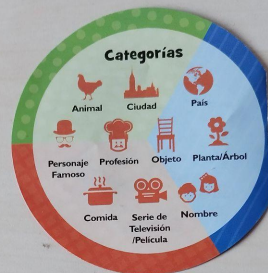 Categorías
Animal Ciudad País
Personaje Famoso Profesión Objeto Planta/Árbol
Comida Serie de Televisión /Película Nombre